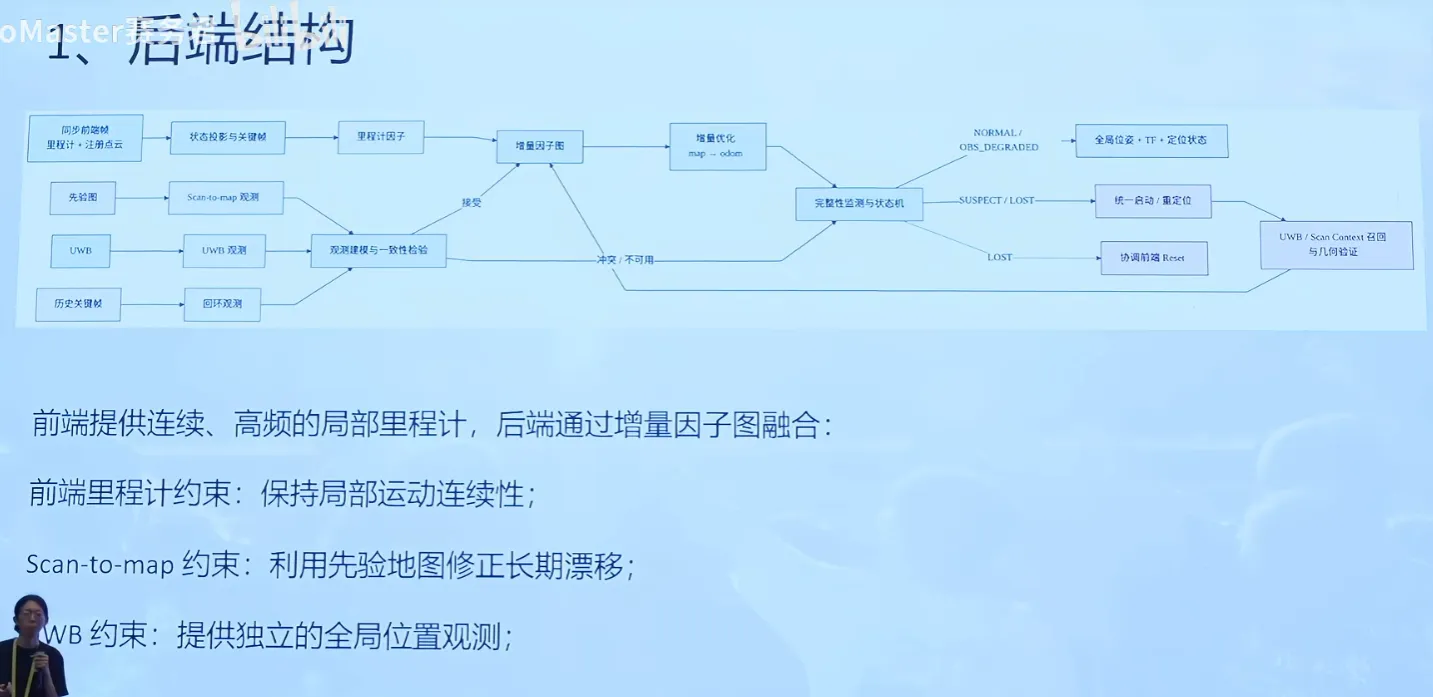 oMaster赛务
bilibili
1、后端结构
同步前端帧
里程计 + 注册点云
状态投影与关键帧
里程计因子
增量因子图
增量优化
map → odom
NORMAL /
OBS_DEGRADED
全局位姿 + TF + 定位状态
先验图
Scan-to-map 观测
接受
完整性监测与状态机
SUSPECT / LOST
统一启动 / 重定位
UWB
UWB 观测
观测建模与一致性检验
冲突 / 不可用
LOST
协调前端 Reset
UWB / Scan Context 召回
与几何验证
历史关键帧
回环观测
前端提供连续、高频的局部里程计，后端通过增量因子图融合：
前端里程计约束：保持局部运动连续性；
Scan-to-map 约束：利用先验地图修正长期漂移；
WB 约束：提供独立的全局位置观测；